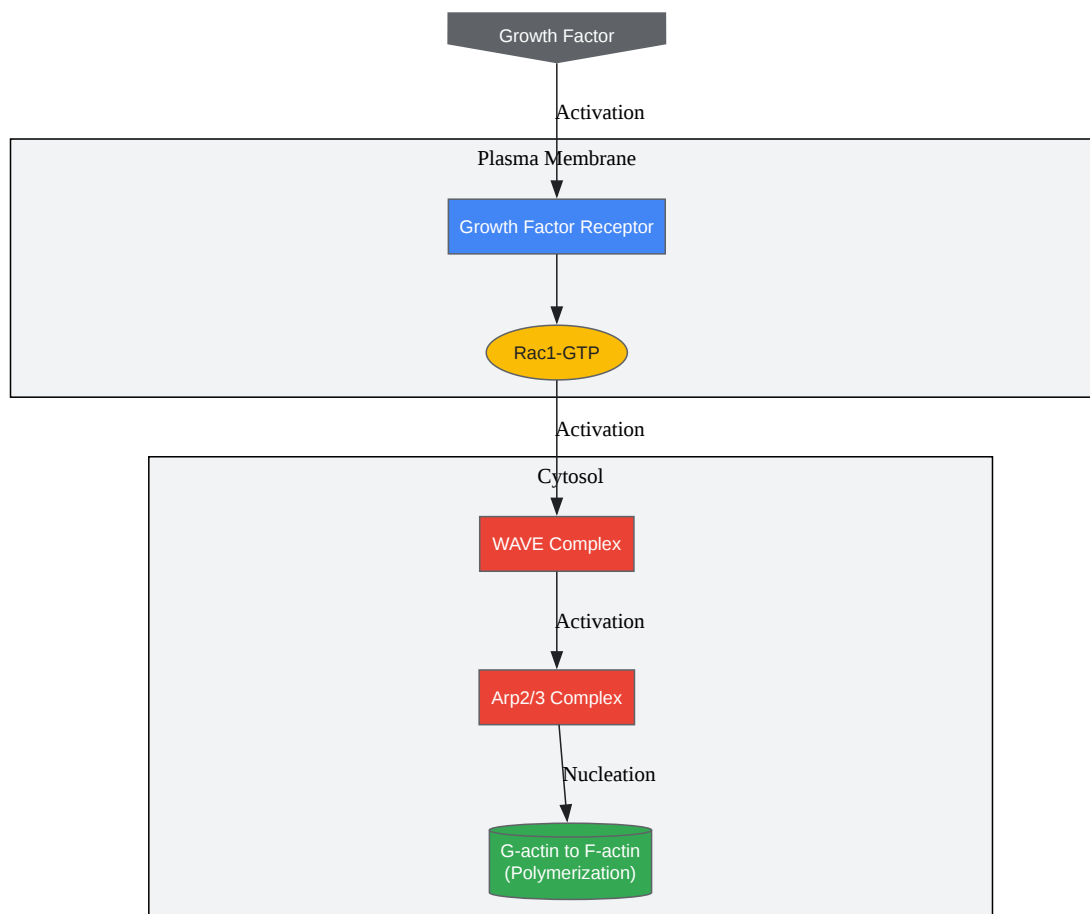 Growth Factor
Activation
Plasma Membrane
Growth Factor Receptor
Rac1-GTP
Activation
Cytosol
WAVE Complex
Activation
Arp2/3 Complex
Nucleation
G-actin to F-actin
(Polymerization)